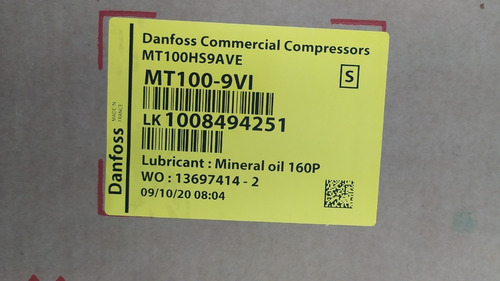 Danfoss Commercial Compressors
MT100HS9AVE
MT100-9VI
S
LK 1008494251
Lubricant : Mineral oil 160P
WO : 13697414 - 2
09/10/20 08:04
Danfoss
MADE IN
FRANCE